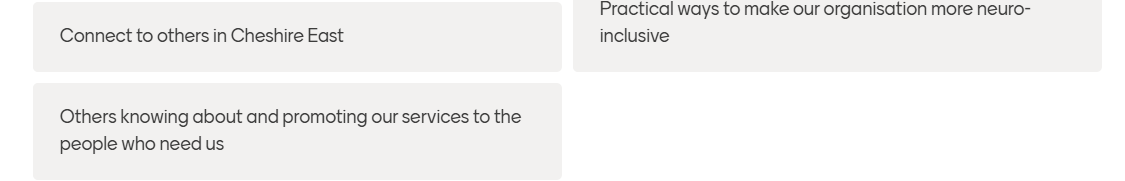 Connect to others in Cheshire East
Practical ways to make our organisation more neuro-
inclusive
Others knowing about and promoting our services to the
people who need us